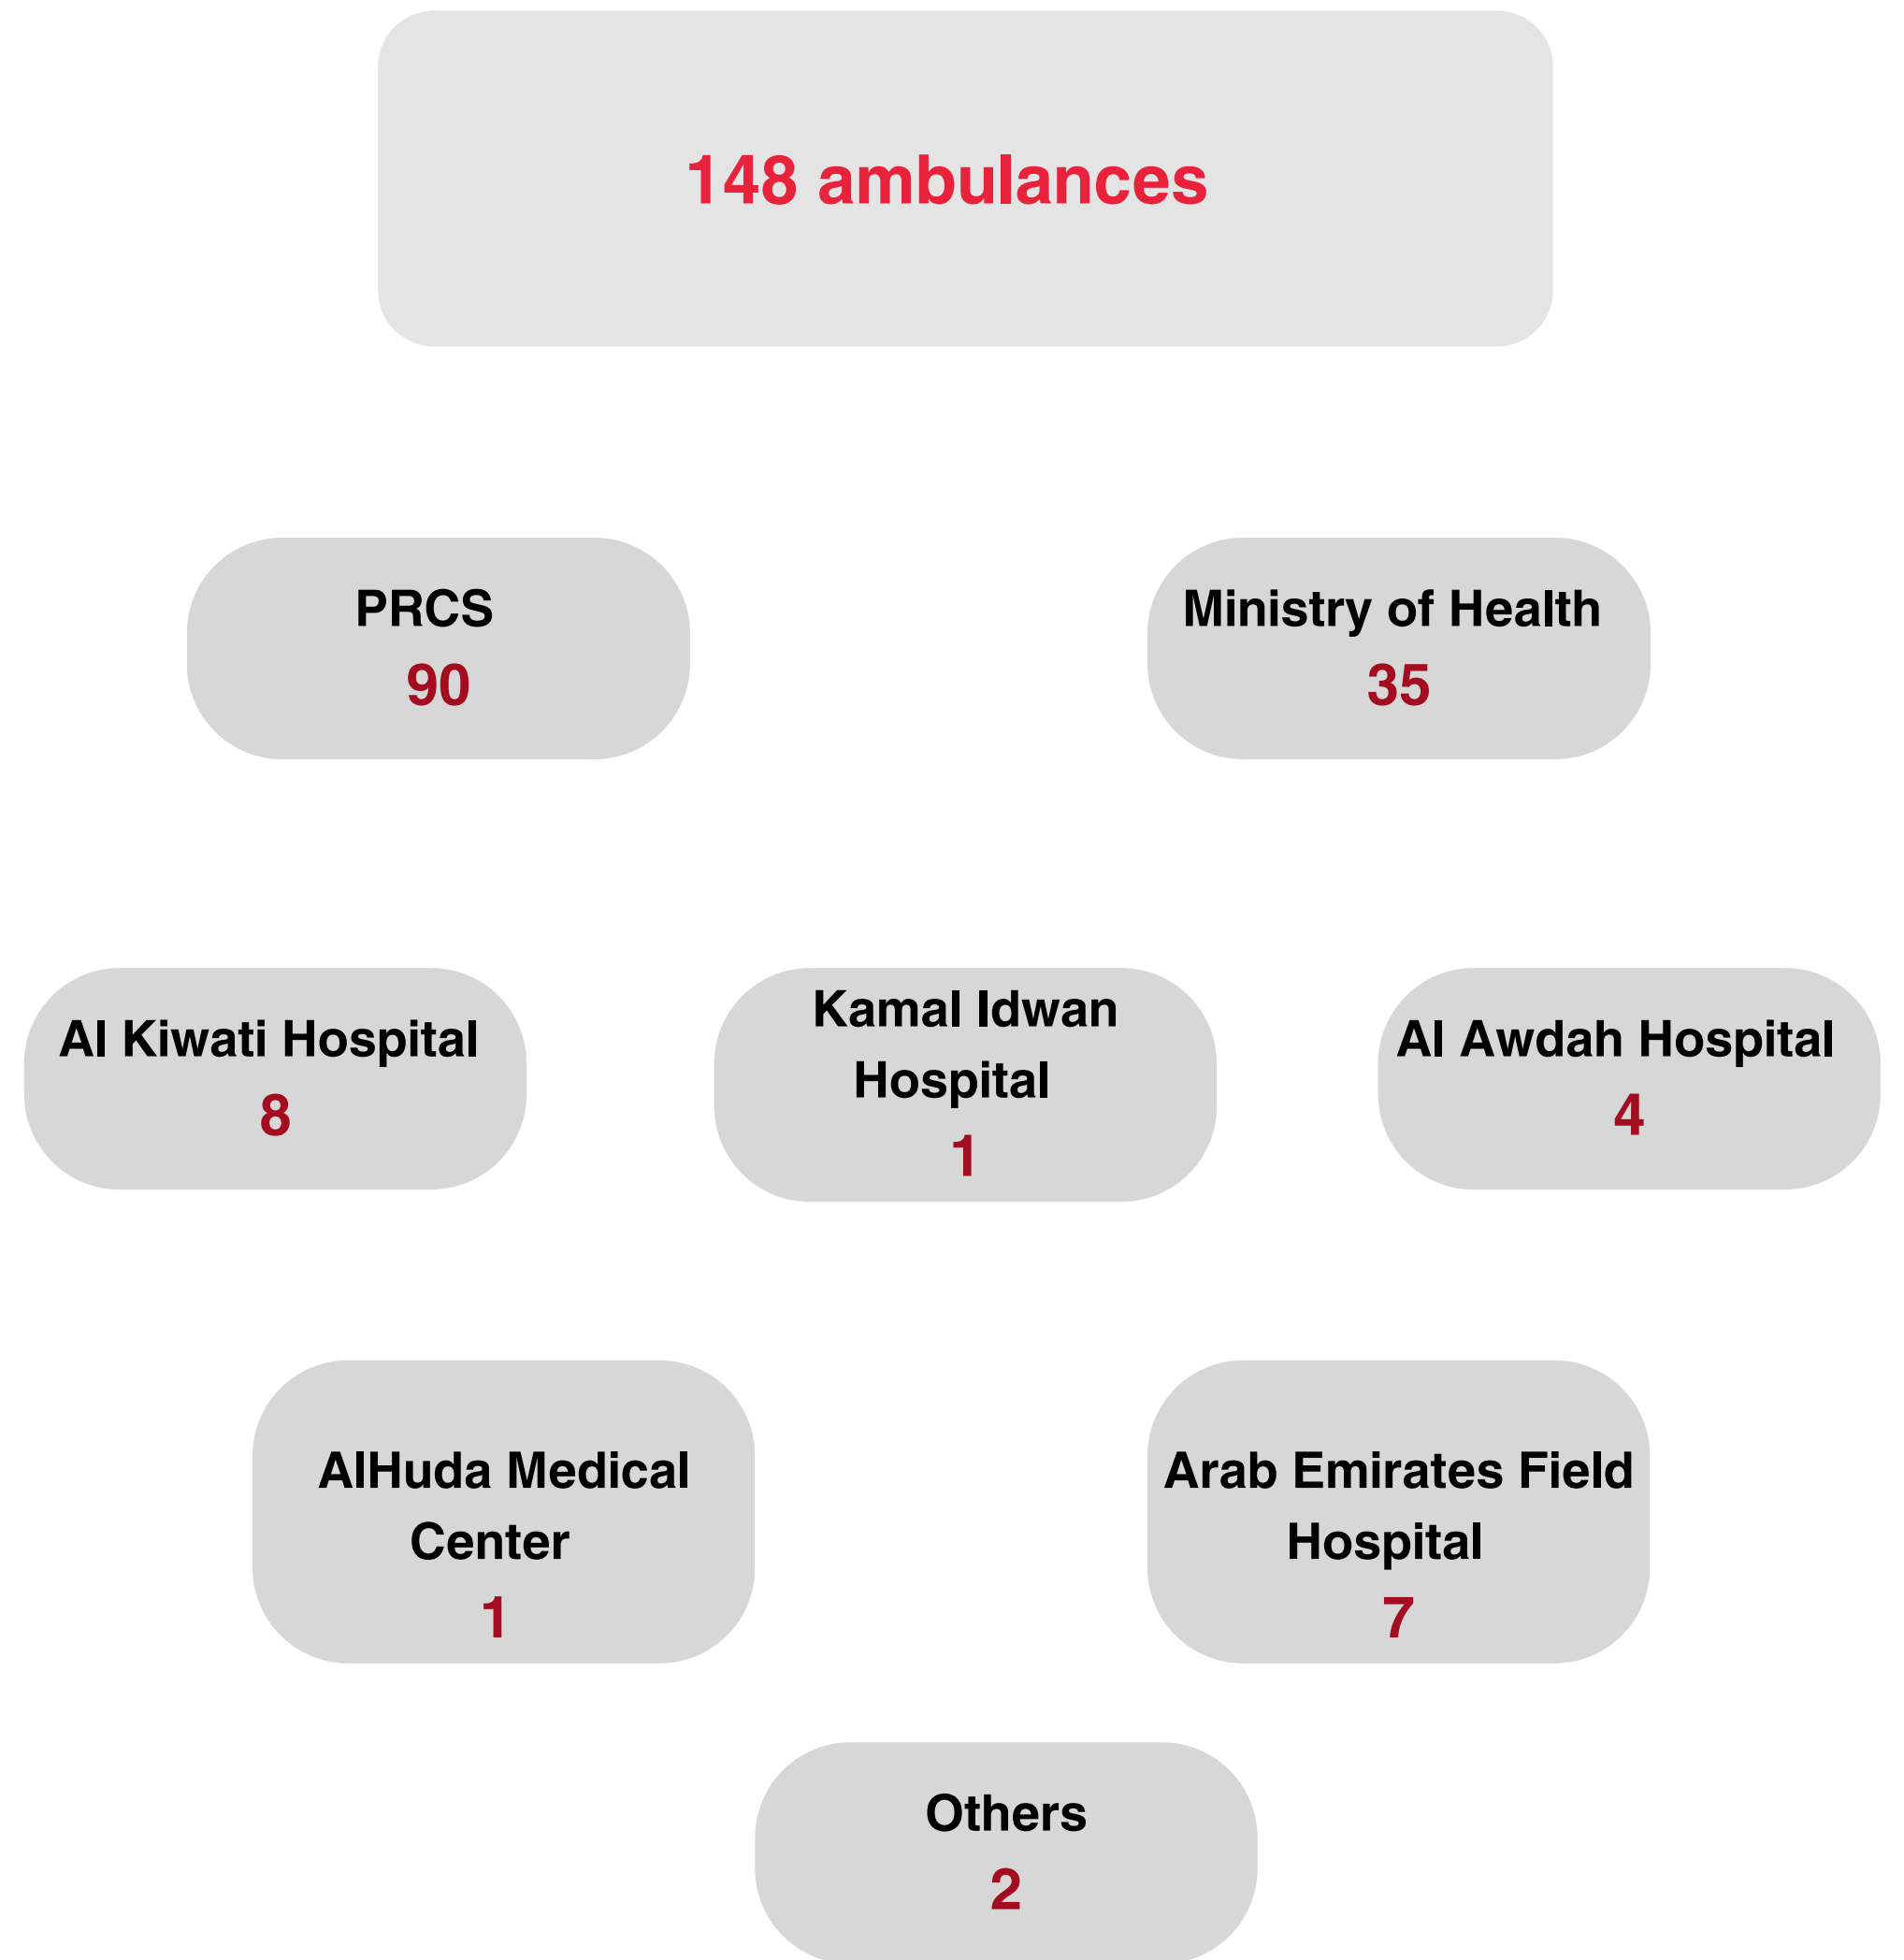 148 ambulances
PRCS
90
Ministry of Health
35
Al Kiwati Hospital
8
Kamal Idwan
Hospital
1
Al Awdah Hospital
4
AlHuda Medical
Center
1
Arab Emirates Field
Hospital
7
Others
2